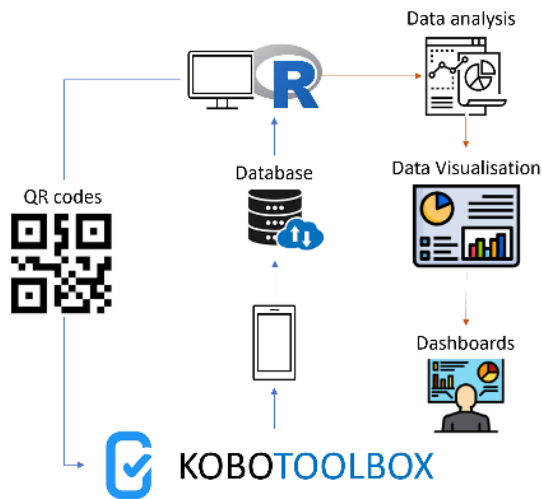 Data analysis
R
Database
Data Visualisation
QR codes
Dashboards
KOBOTOOLBOX